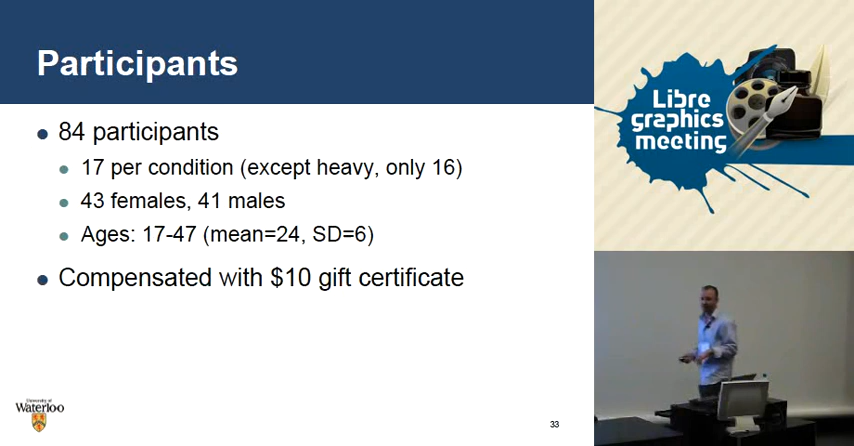 Participants
84 participants
17 per condition (except heavy, only 16)
43 females, 41 males
Ages: 17-47 (mean=24, SD=6)
Compensated with $10 gift certificate
University of
Waterloo
33
Libre
graphics
meeting